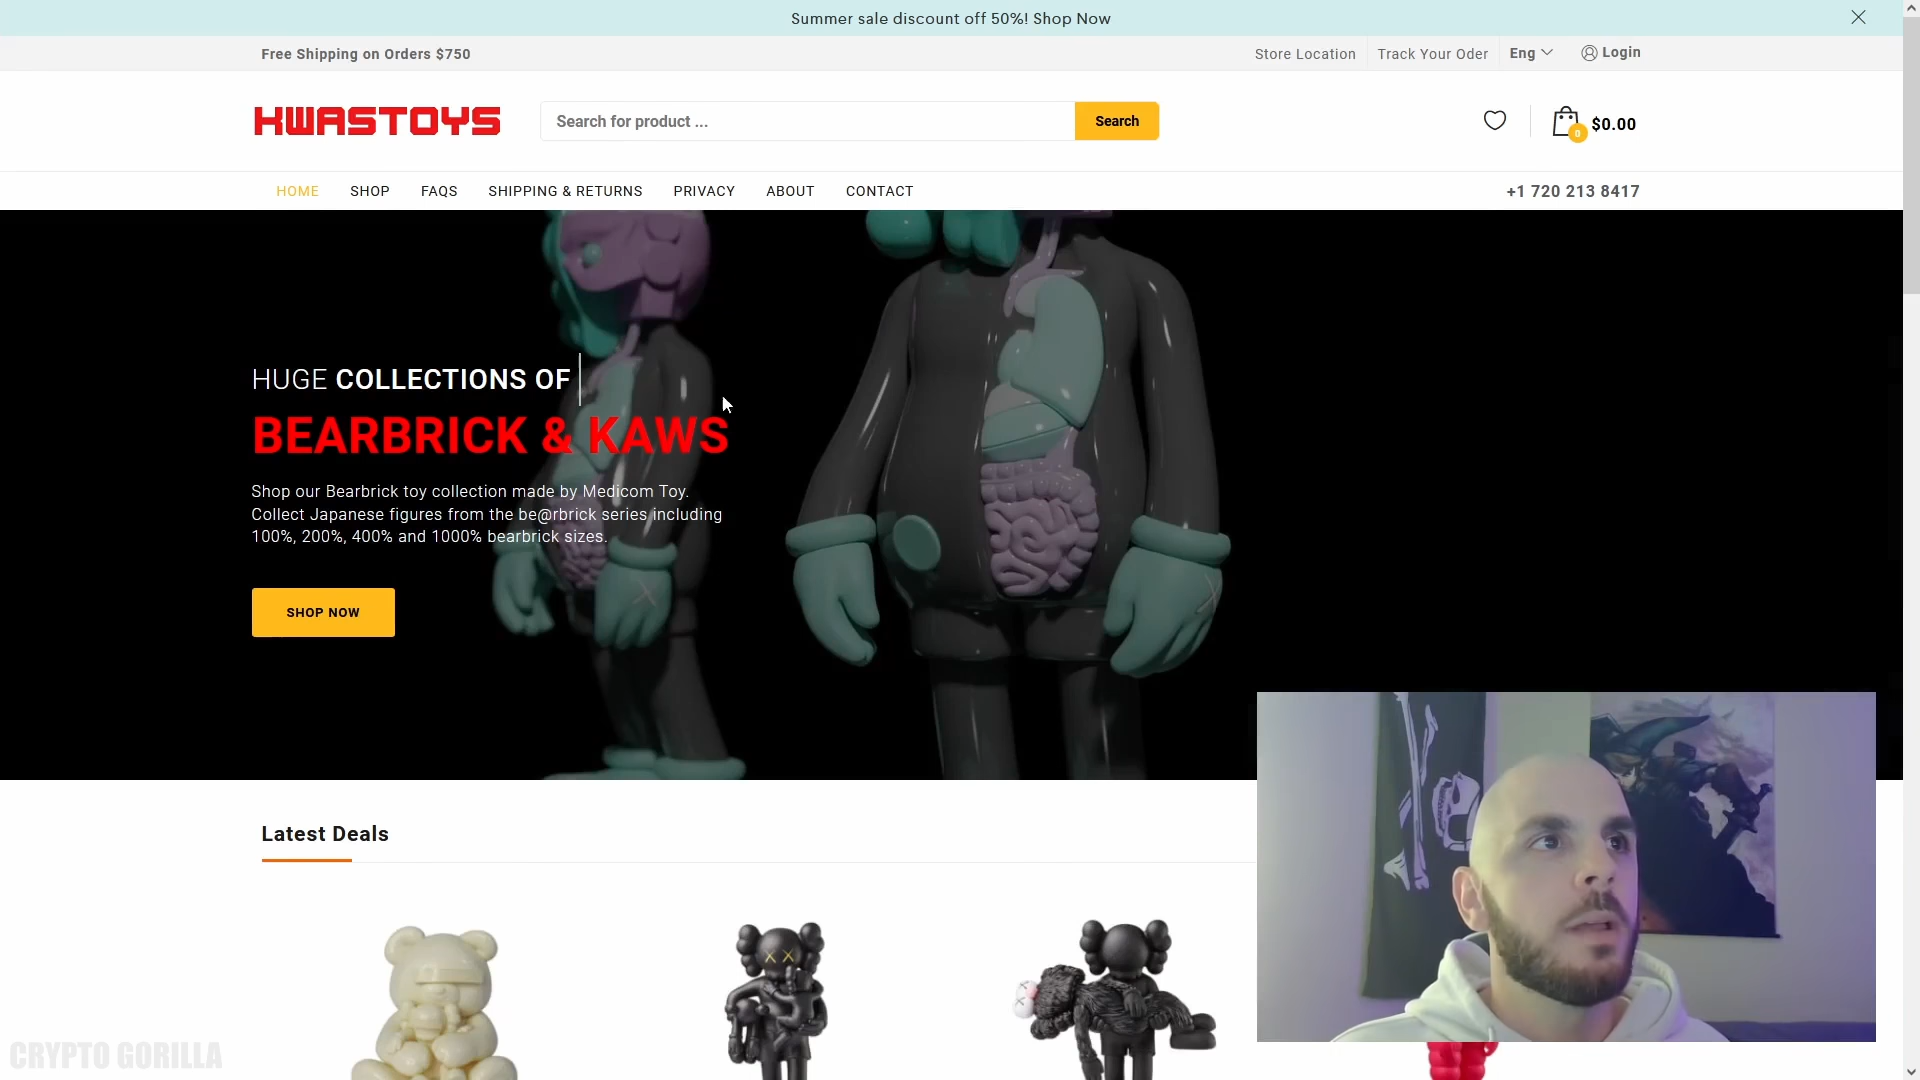 Summer sale discount off 50%! Shop Now
Free Shipping on Orders $750
Store Location
Track Your Oder
Eng
Login
KWASTOYS
Search for product ...
Search
0
$0.00
HOME
SHOP
FAQS
SHIPPING & RETURNS
PRIVACY
ABOUT
CONTACT
+1 720 213 8417
HUGE COLLECTIONS OF
BEARBRICK & KAWS
Shop our Bearbrick toy collection made by Medicom Toy.
Collect Japanese figures from the be@rbrick series including
100%, 200%, 400% and 1000% bearbrick sizes.
SHOP NOW
Latest Deals
CRYPTO GORILLA